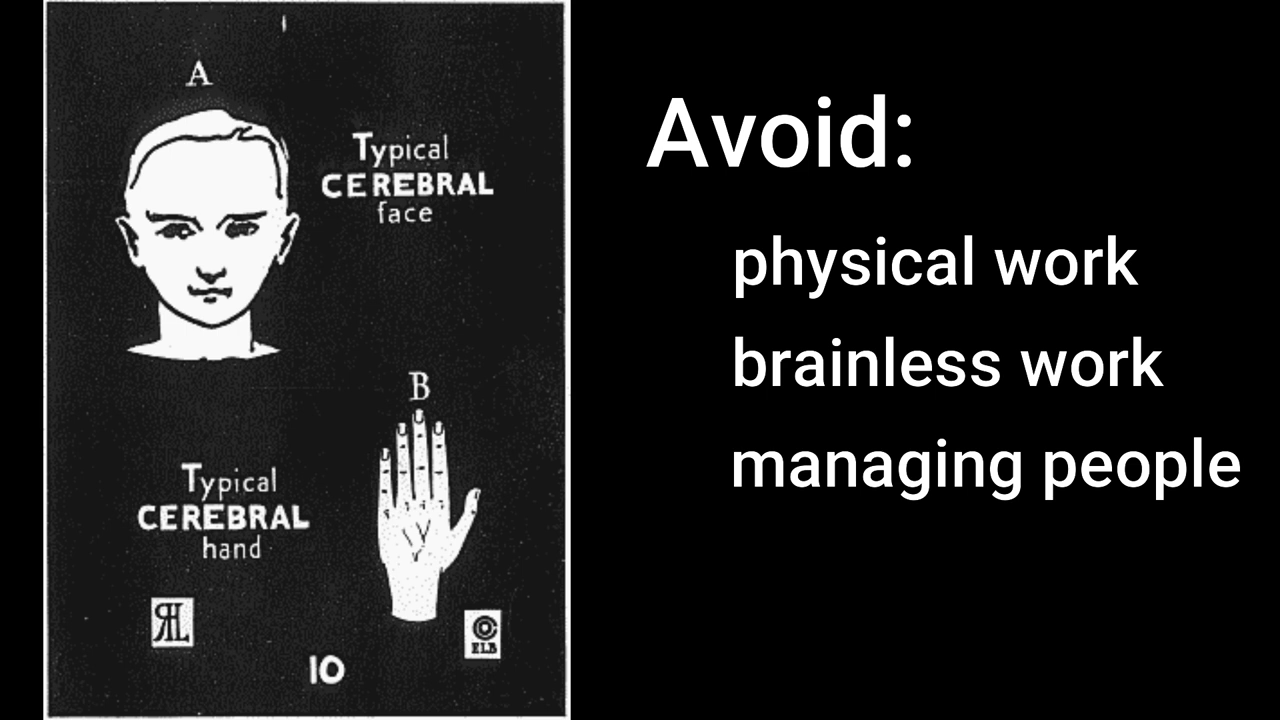 A
Typical
CEREBRAL
face
B
Typical
CEREBRAL
hand
ELB
10
Avoid:
physical work
brainless work
managing people